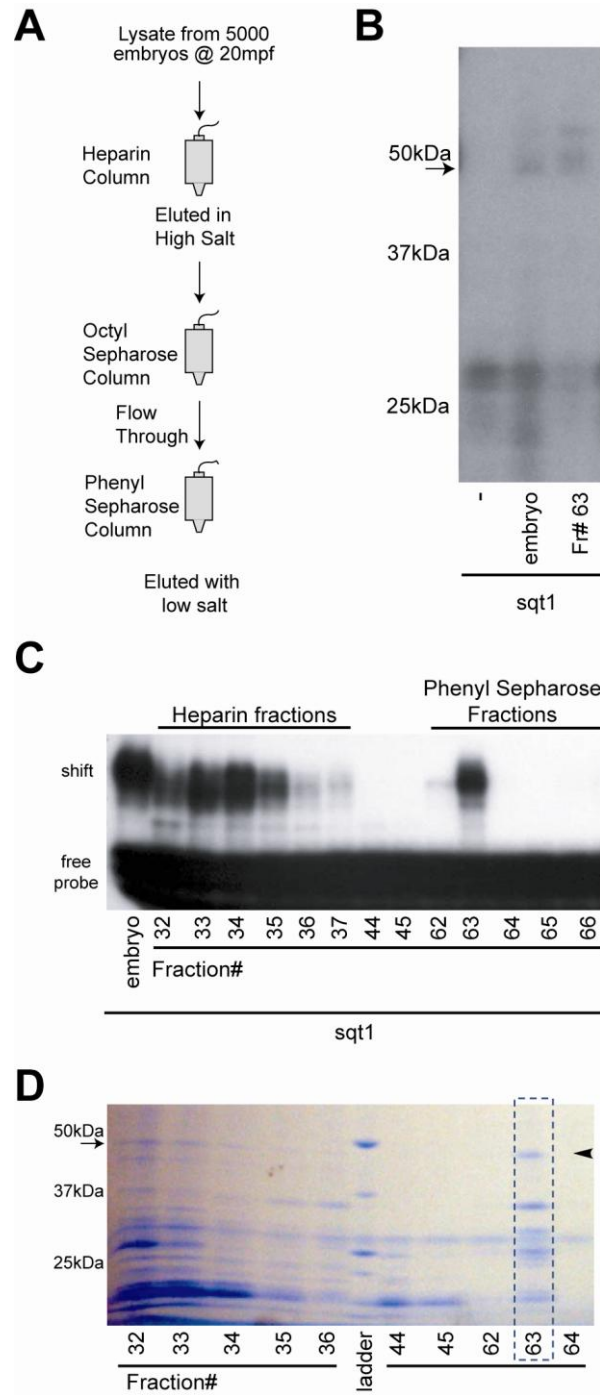 A
Lysate from 5000
embryos @ 20mpf
Heparin
Column
Eluted in
High Salt
Octyl
Sepharose
Column
Flow
Through
Phenyl
Sepharose
Column
Eluted with
low salt
B
50kDa
37kDa
25kDa
-
embryo
Fr# 63
sqt1
C
Heparin fractions
Phenyl Sepharose
Fractions
shift
free
probe
embryo
32 33 34 35 36 37 44 45 62 63 64 65 66
Fraction#
sqt1
D
50kDa
37kDa
25kDa
32 33 34 35 36 ladder 44 45 62 63 64
Fraction#